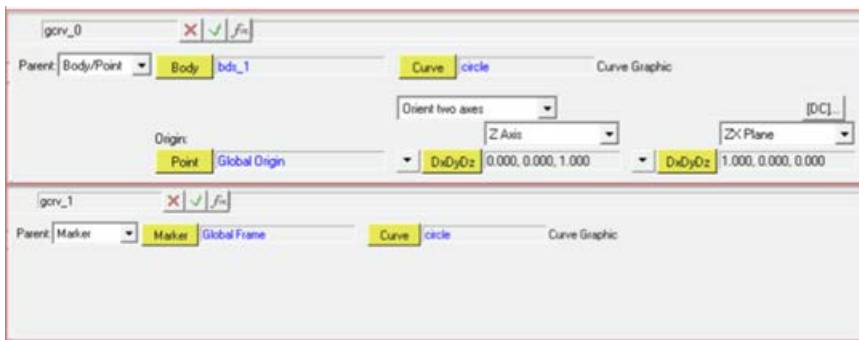 gcrv_0 f(x)
Parent: Body/Point Body bds_1 Curve circle Curve Graphic
Orient two axes [DC]...
Origin: Z Axis ZX Plane
Point Global Origin DxDyDz 0.000, 0.000, 1.000 DxDyDz 1.000, 0.000, 0.000
gcrv_1 f(x)
Parent: Marker Marker Global Frame Curve circle Curve Graphic